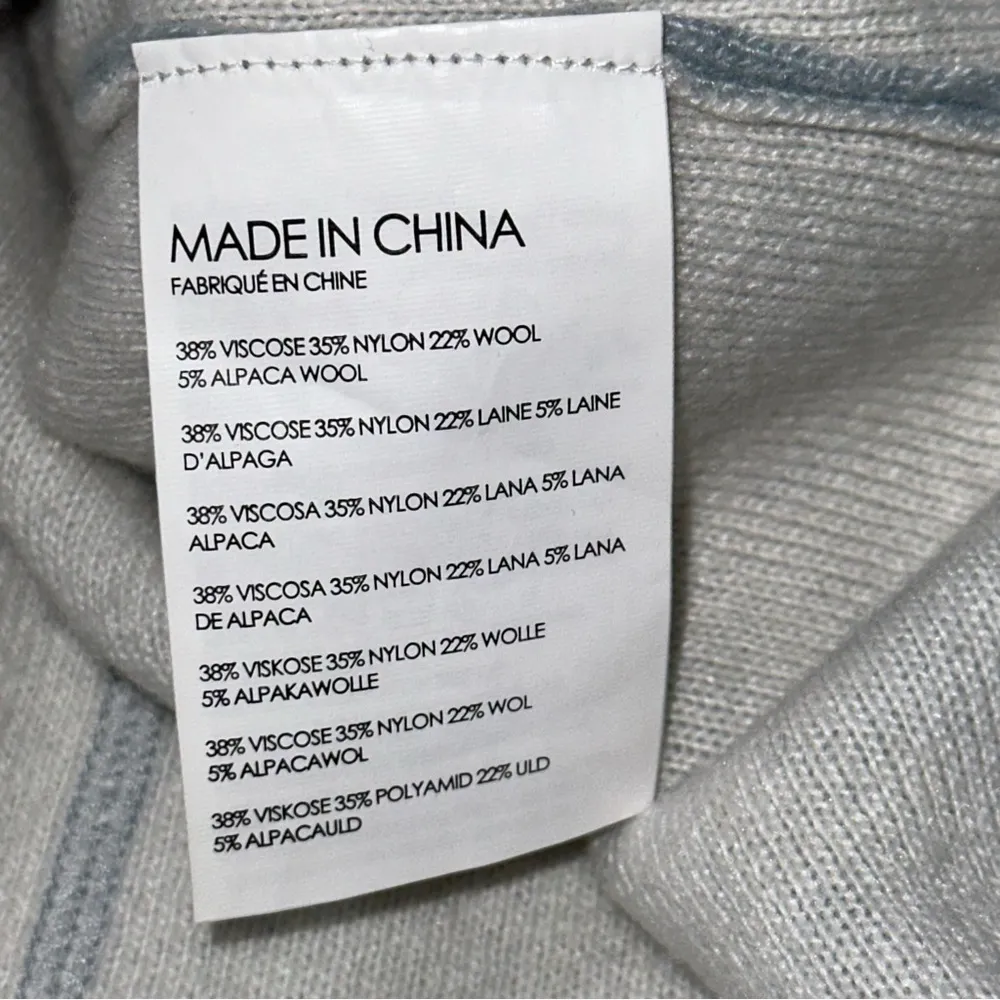 MADE IN CHINA
FABRIQUÉ EN CHINE
38% VISCOSE 35% NYLON 22% WOOL
5% ALPACA WOOL
38% VISCOSE 35% NYLON 22% LAINE 5% LAINE
D'ALPAGA
38% VISCOSA 35% NYLON 22% LANA 5% LANA
ALPACA
38% VISCOSA 35% NYLON 22% LANA 5% LANA
DE ALPACA
38% VISKOSE 35% NYLON 22% WOLLE
5% ALPAKAWOLLE
38% VISCOSE 35% NYLON 22% WOL
5% ALPACAWOL
38% VISKOSE 35% POLYAMID 22% ULD
5% ALPACAULD